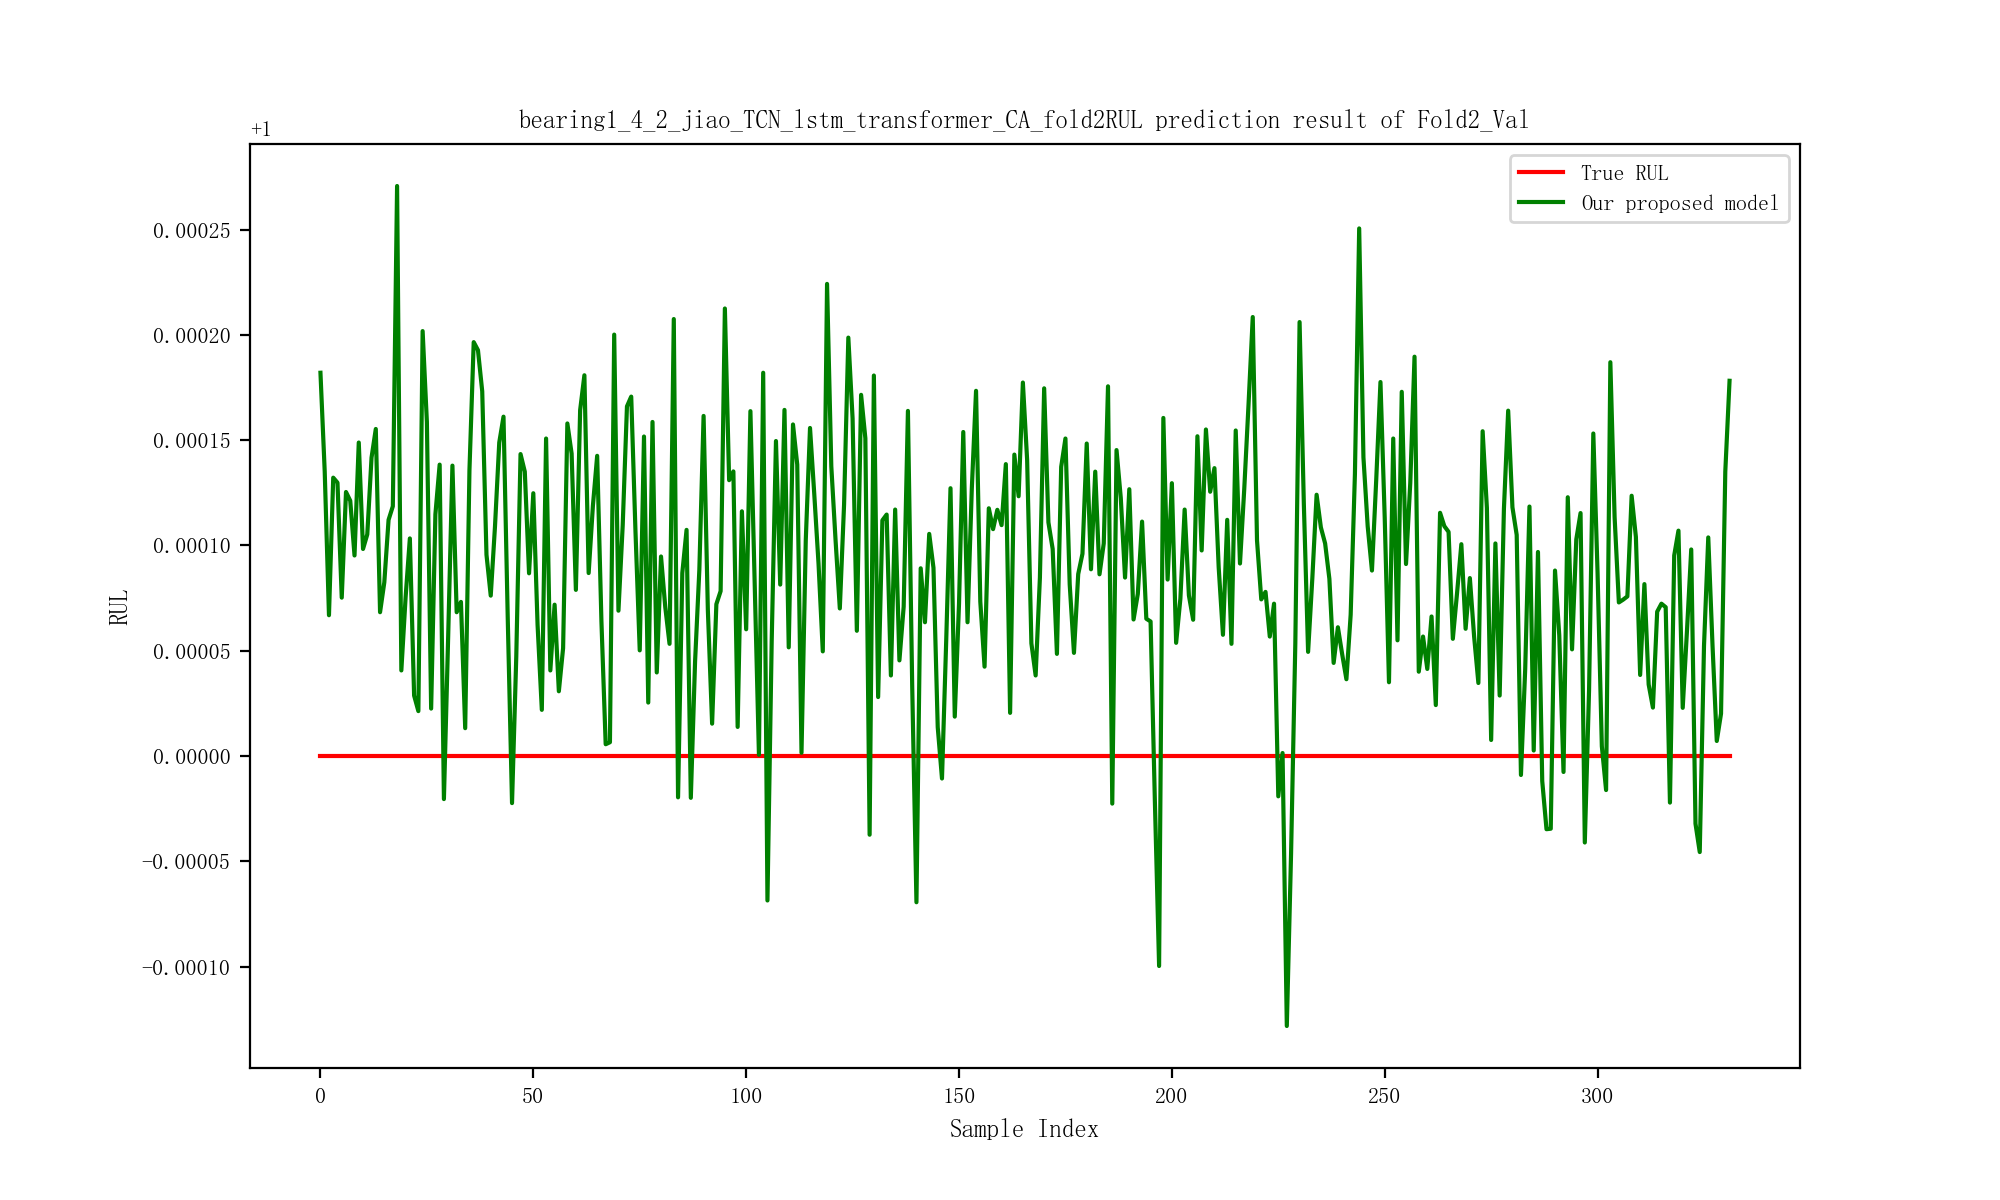 bearing1_4_2_jiao_TCN_lstm_transformer_CA_fold2RUL prediction result of Fold2_Val
+1
True RUL
Our proposed model
0.00025
0.00020
0.00015
0.00010
0.00005
0.00000
-0.00005
-0.00010
RUL
0 50 100 150 200 250 300
Sample Index